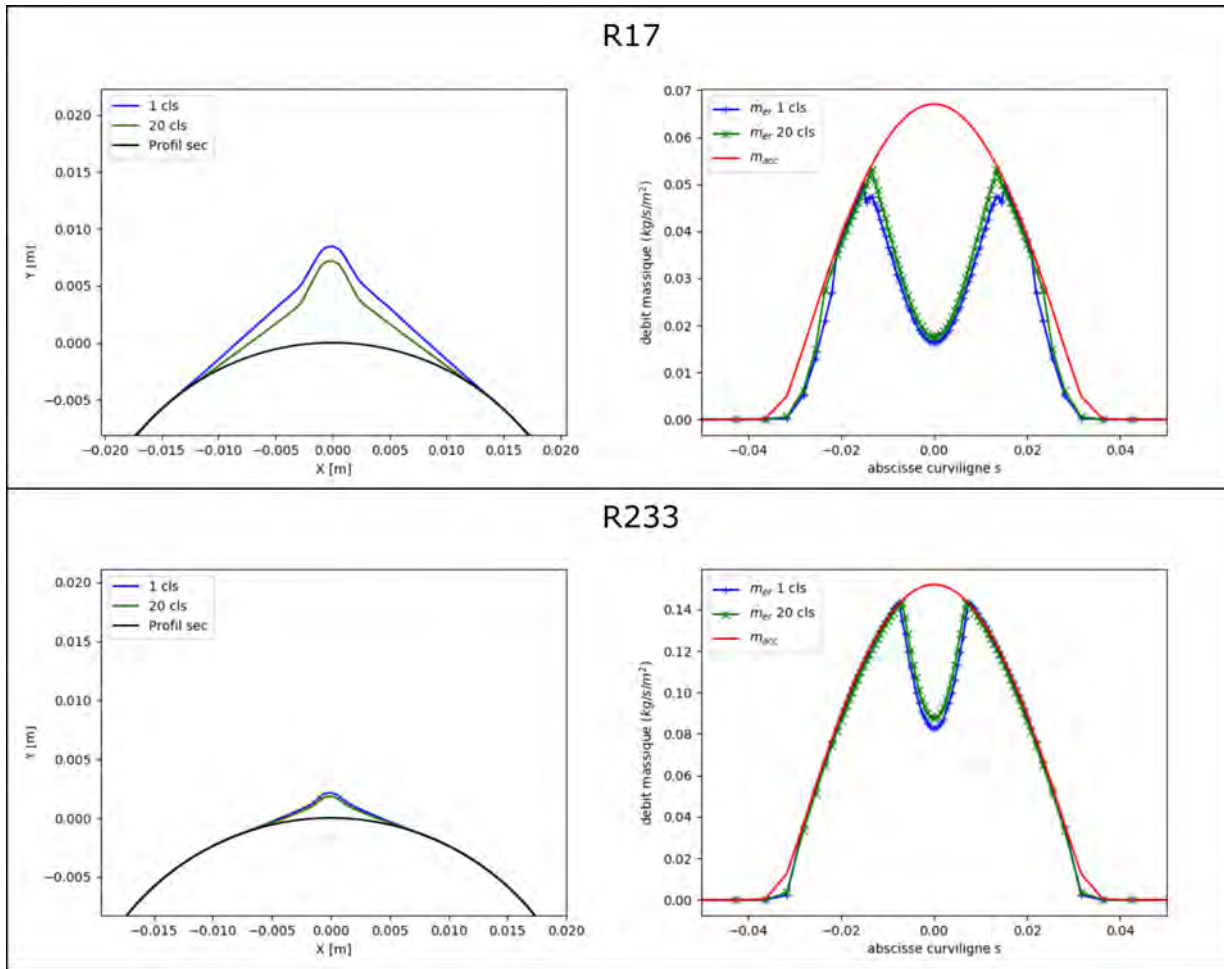 R17
1 cls
20 cls
Profil sec
0.020
0.015
0.010
0.005
0.000
−0.005
Y [m]
−0.020 −0.015 −0.010 −0.005 0.000 0.005 0.010 0.015 0.020
X [m]
m_er 1 cls
m_er 20 cls
m_acc
0.07
0.06
0.05
0.04
0.03
0.02
0.01
0.00
débit massique (kg/s/m²)
−0.04 −0.02 0.00 0.02 0.04
abscisse curviligne s
R233
1 cls
20 cls
Profil sec
0.020
0.015
0.010
0.005
0.000
−0.005
Y [m]
−0.015 −0.010 −0.005 0.000 0.005 0.010 0.015 0.020
X [m]
m_er 1 cls
m_er 20 cls
m_acc
0.14
0.12
0.10
0.08
0.06
0.04
0.02
0.00
débit massique (kg/s/m²)
−0.04 −0.02 0.00 0.02 0.04
abscisse curviligne s